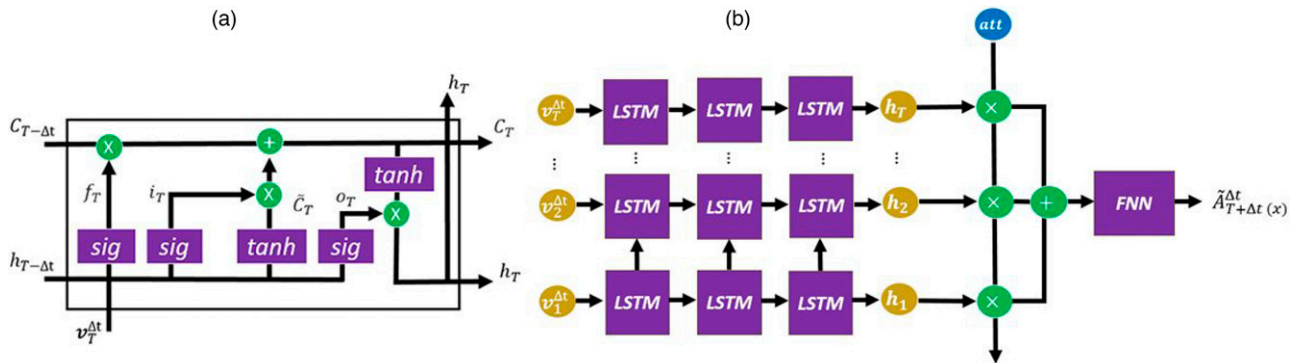 (a)
h_T
C_{T−Δt}
C_T
×
+
tanh
f_T
i_T
×
C̃_T
o_T
×
sig
sig
tanh
sig
h_{T−Δt}
h_T
v_T^{Δt}
(b)
att
v_T^{Δt} LSTM LSTM LSTM h_T ×
⋮ ⋮ ⋮ ⋮ ⋮
v_2^{Δt} LSTM LSTM LSTM h_2 × + FNN Ã_{T+Δt (x)}^{Δt}
v_1^{Δt} LSTM LSTM LSTM h_1 ×